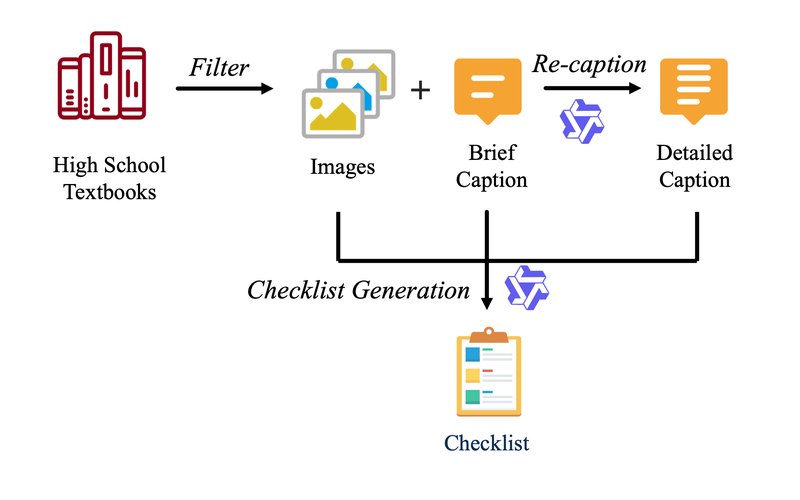 Filter
Re-caption
+
High School
Textbooks
Images
Brief
Caption
Detailed
Caption
Checklist Generation
Checklist